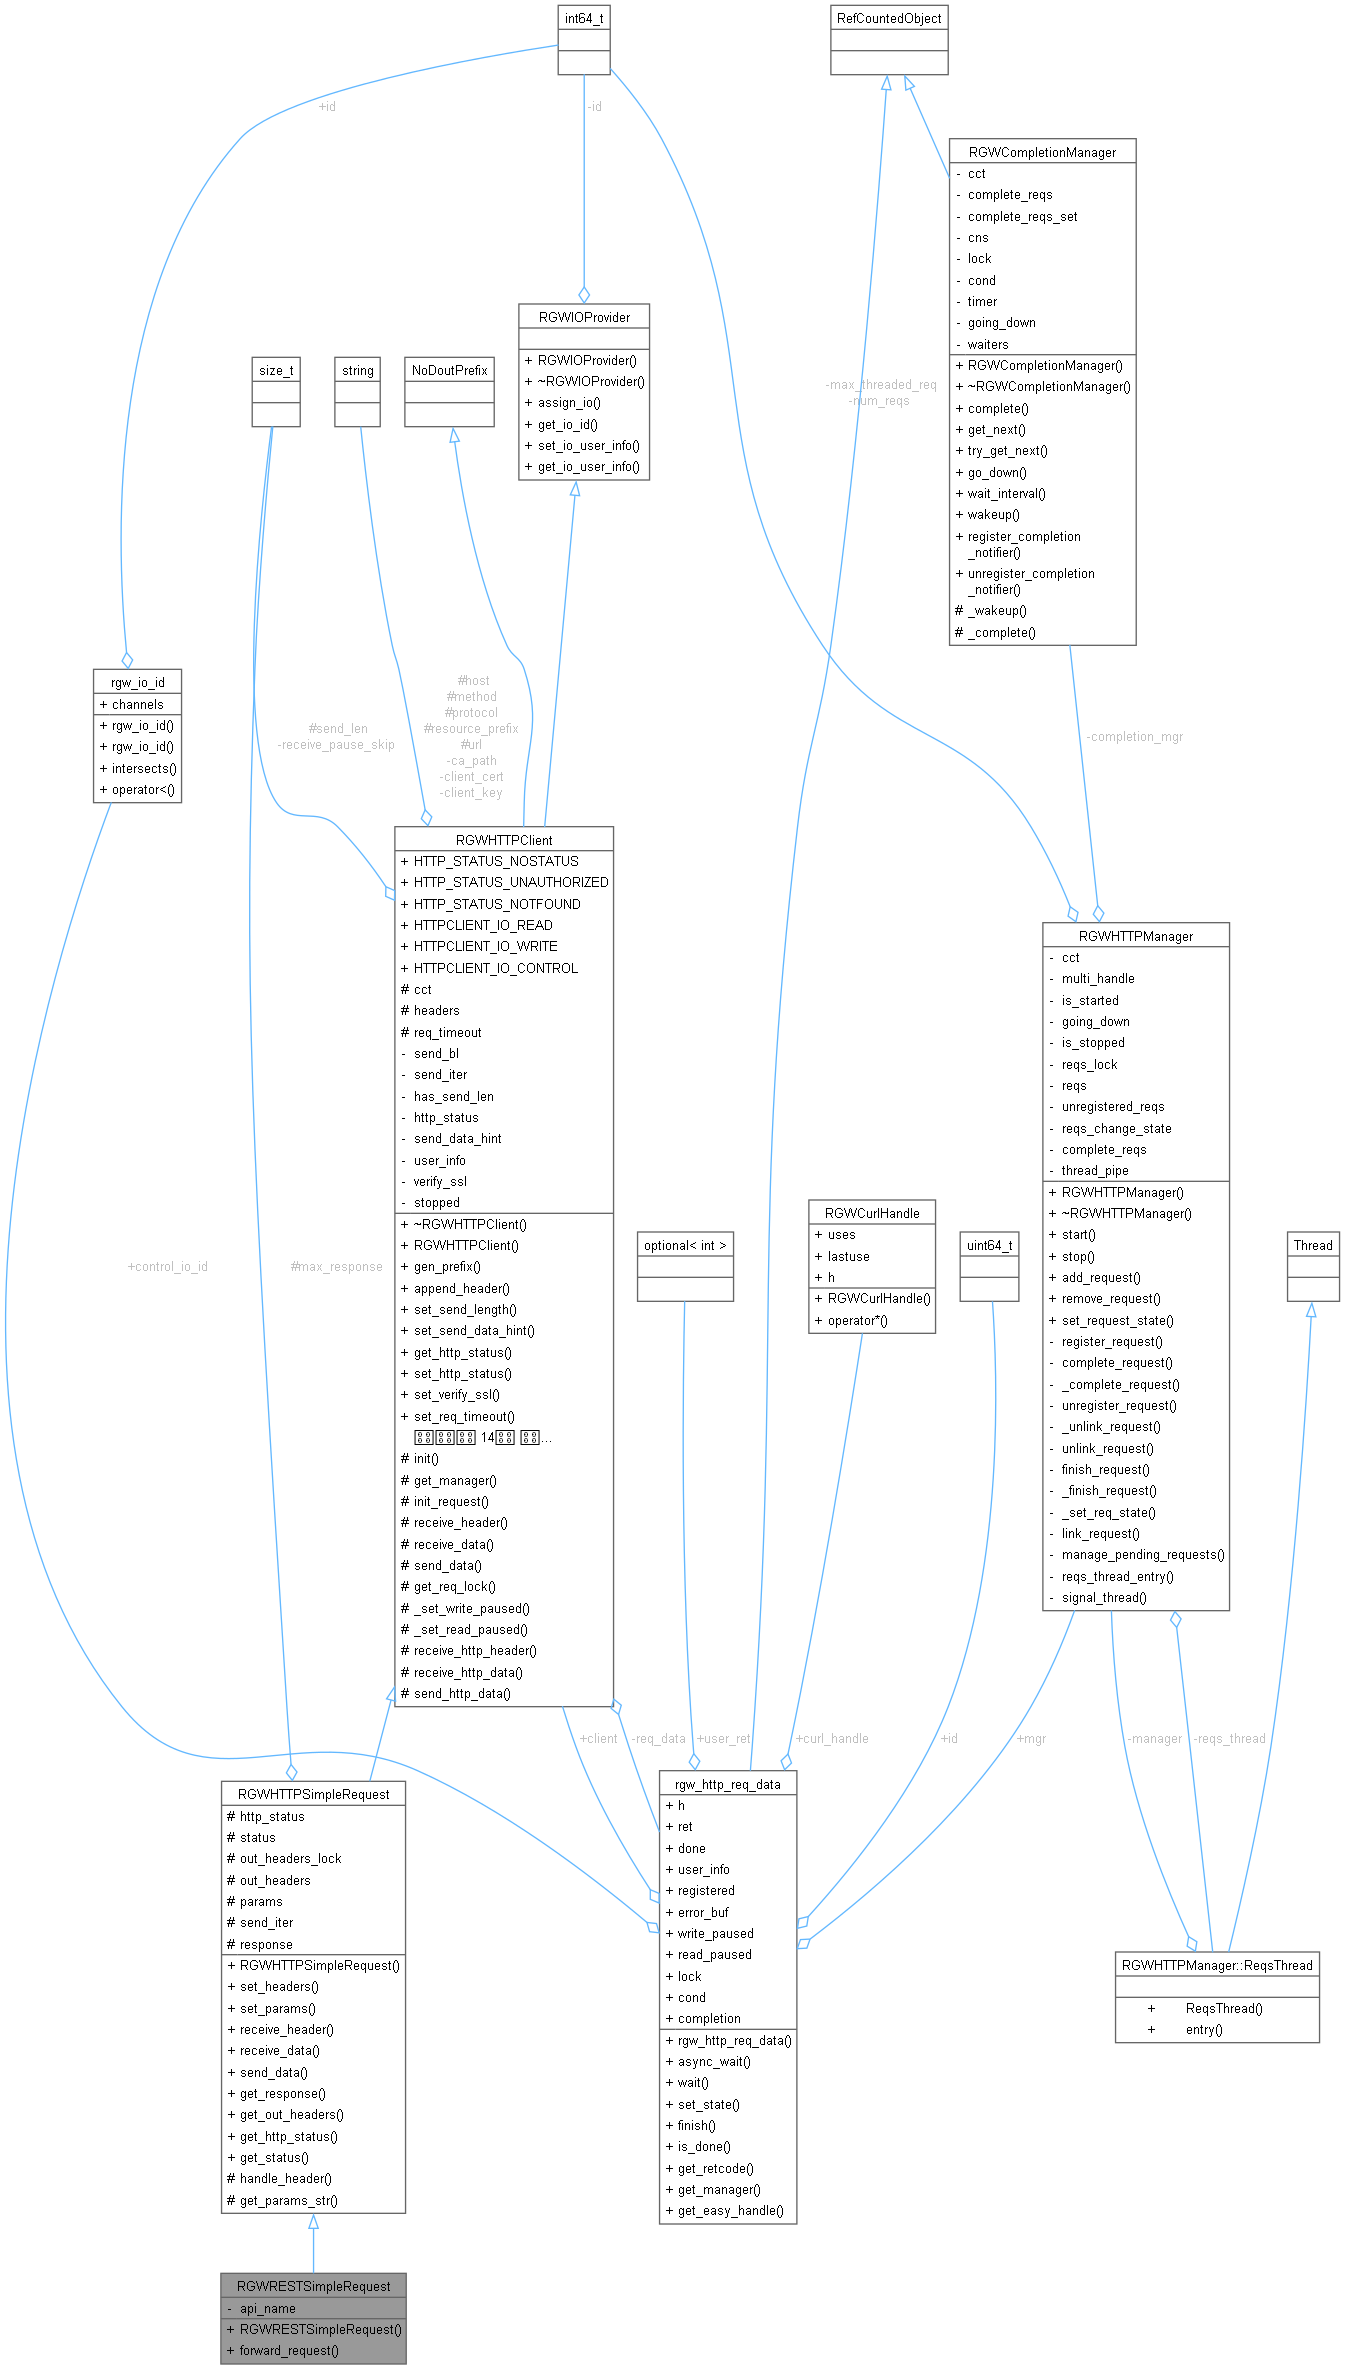 int64_t
RefCountedObject
+id
-id
RGWCompletionManager
- cct
- complete_reqs
- complete_reqs_set
- cns
- lock
- cond
- timer
- going_down
- waiters
+ RGWCompletionManager()
+ ~RGWCompletionManager()
+ complete()
+ get_next()
+ try_get_next()
+ go_down()
+ wait_interval()
+ wakeup()
+ register_completion
_notifier()
+ unregister_completion
_notifier()
# _wakeup()
# _complete()
RGWIOProvider
+ RGWIOProvider()
+ ~RGWIOProvider()
+ assign_io()
+ get_io_id()
+ set_io_user_info()
+ get_io_user_info()
size_t
string
NoDoutPrefix
-max_threaded_req
-num_reqs
rgw_io_id
+ channels
+ rgw_io_id()
+ rgw_io_id()
+ intersects()
+ operator<()
#send_len
-receive_pause_skip
#host
#method
#protocol
#resource_prefix
#url
-ca_path
-client_cert
-client_key
-completion_mgr
RGWHTTPClient
+ HTTP_STATUS_NOSTATUS
+ HTTP_STATUS_UNAUTHORIZED
+ HTTP_STATUS_NOTFOUND
+ HTTPCLIENT_IO_READ
+ HTTPCLIENT_IO_WRITE
+ HTTPCLIENT_IO_CONTROL
# cct
# headers
# req_timeout
- send_bl
- send_iter
- has_send_len
- http_status
- send_data_hint
- user_info
- verify_ssl
- stopped
+ ~RGWHTTPClient()
+ RGWHTTPClient()
+ gen_prefix()
+ append_header()
+ set_send_length()
+ set_send_data_hint()
+ get_http_status()
+ set_http_status()
+ set_verify_ssl()
+ set_req_timeout()
14 ...
# init()
# get_manager()
# init_request()
# receive_header()
# receive_data()
# send_data()
# get_req_lock()
# _set_write_paused()
# _set_read_paused()
# receive_http_header()
# receive_http_data()
# send_http_data()
RGWHTTPManager
- cct
- multi_handle
- is_started
- going_down
- is_stopped
- reqs_lock
- reqs
- unregistered_reqs
- reqs_change_state
- complete_reqs
- thread_pipe
+ RGWHTTPManager()
+ ~RGWHTTPManager()
+ start()
+ stop()
+ add_request()
+ remove_request()
+ set_request_state()
- register_request()
- complete_request()
- _complete_request()
- unregister_request()
- _unlink_request()
- unlink_request()
- finish_request()
- _finish_request()
- _set_req_state()
- link_request()
- manage_pending_requests()
- reqs_thread_entry()
- signal_thread()
+control_io_id
#max_response
optional< int >
RGWCurlHandle
+ uses
+ lastuse
+ h
+ RGWCurlHandle()
+ operator*()
uint64_t
Thread
+client
-req_data
+user_ret
+curl_handle
+id
+mgr
-manager
-reqs_thread
RGWHTTPSimpleRequest
# http_status
# status
# out_headers_lock
# out_headers
# params
# send_iter
# response
+ RGWHTTPSimpleRequest()
+ set_headers()
+ set_params()
+ receive_header()
+ receive_data()
+ send_data()
+ get_response()
+ get_out_headers()
+ get_http_status()
+ get_status()
# handle_header()
# get_params_str()
rgw_http_req_data
+ h
+ ret
+ done
+ user_info
+ registered
+ error_buf
+ write_paused
+ read_paused
+ lock
+ cond
+ completion
+ rgw_http_req_data()
+ async_wait()
+ wait()
+ set_state()
+ finish()
+ is_done()
+ get_retcode()
+ get_manager()
+ get_easy_handle()
RGWHTTPManager::ReqsThread
+ ReqsThread()
+ entry()
RGWRESTSimpleRequest
- api_name
+ RGWRESTSimpleRequest()
+ forward_request()